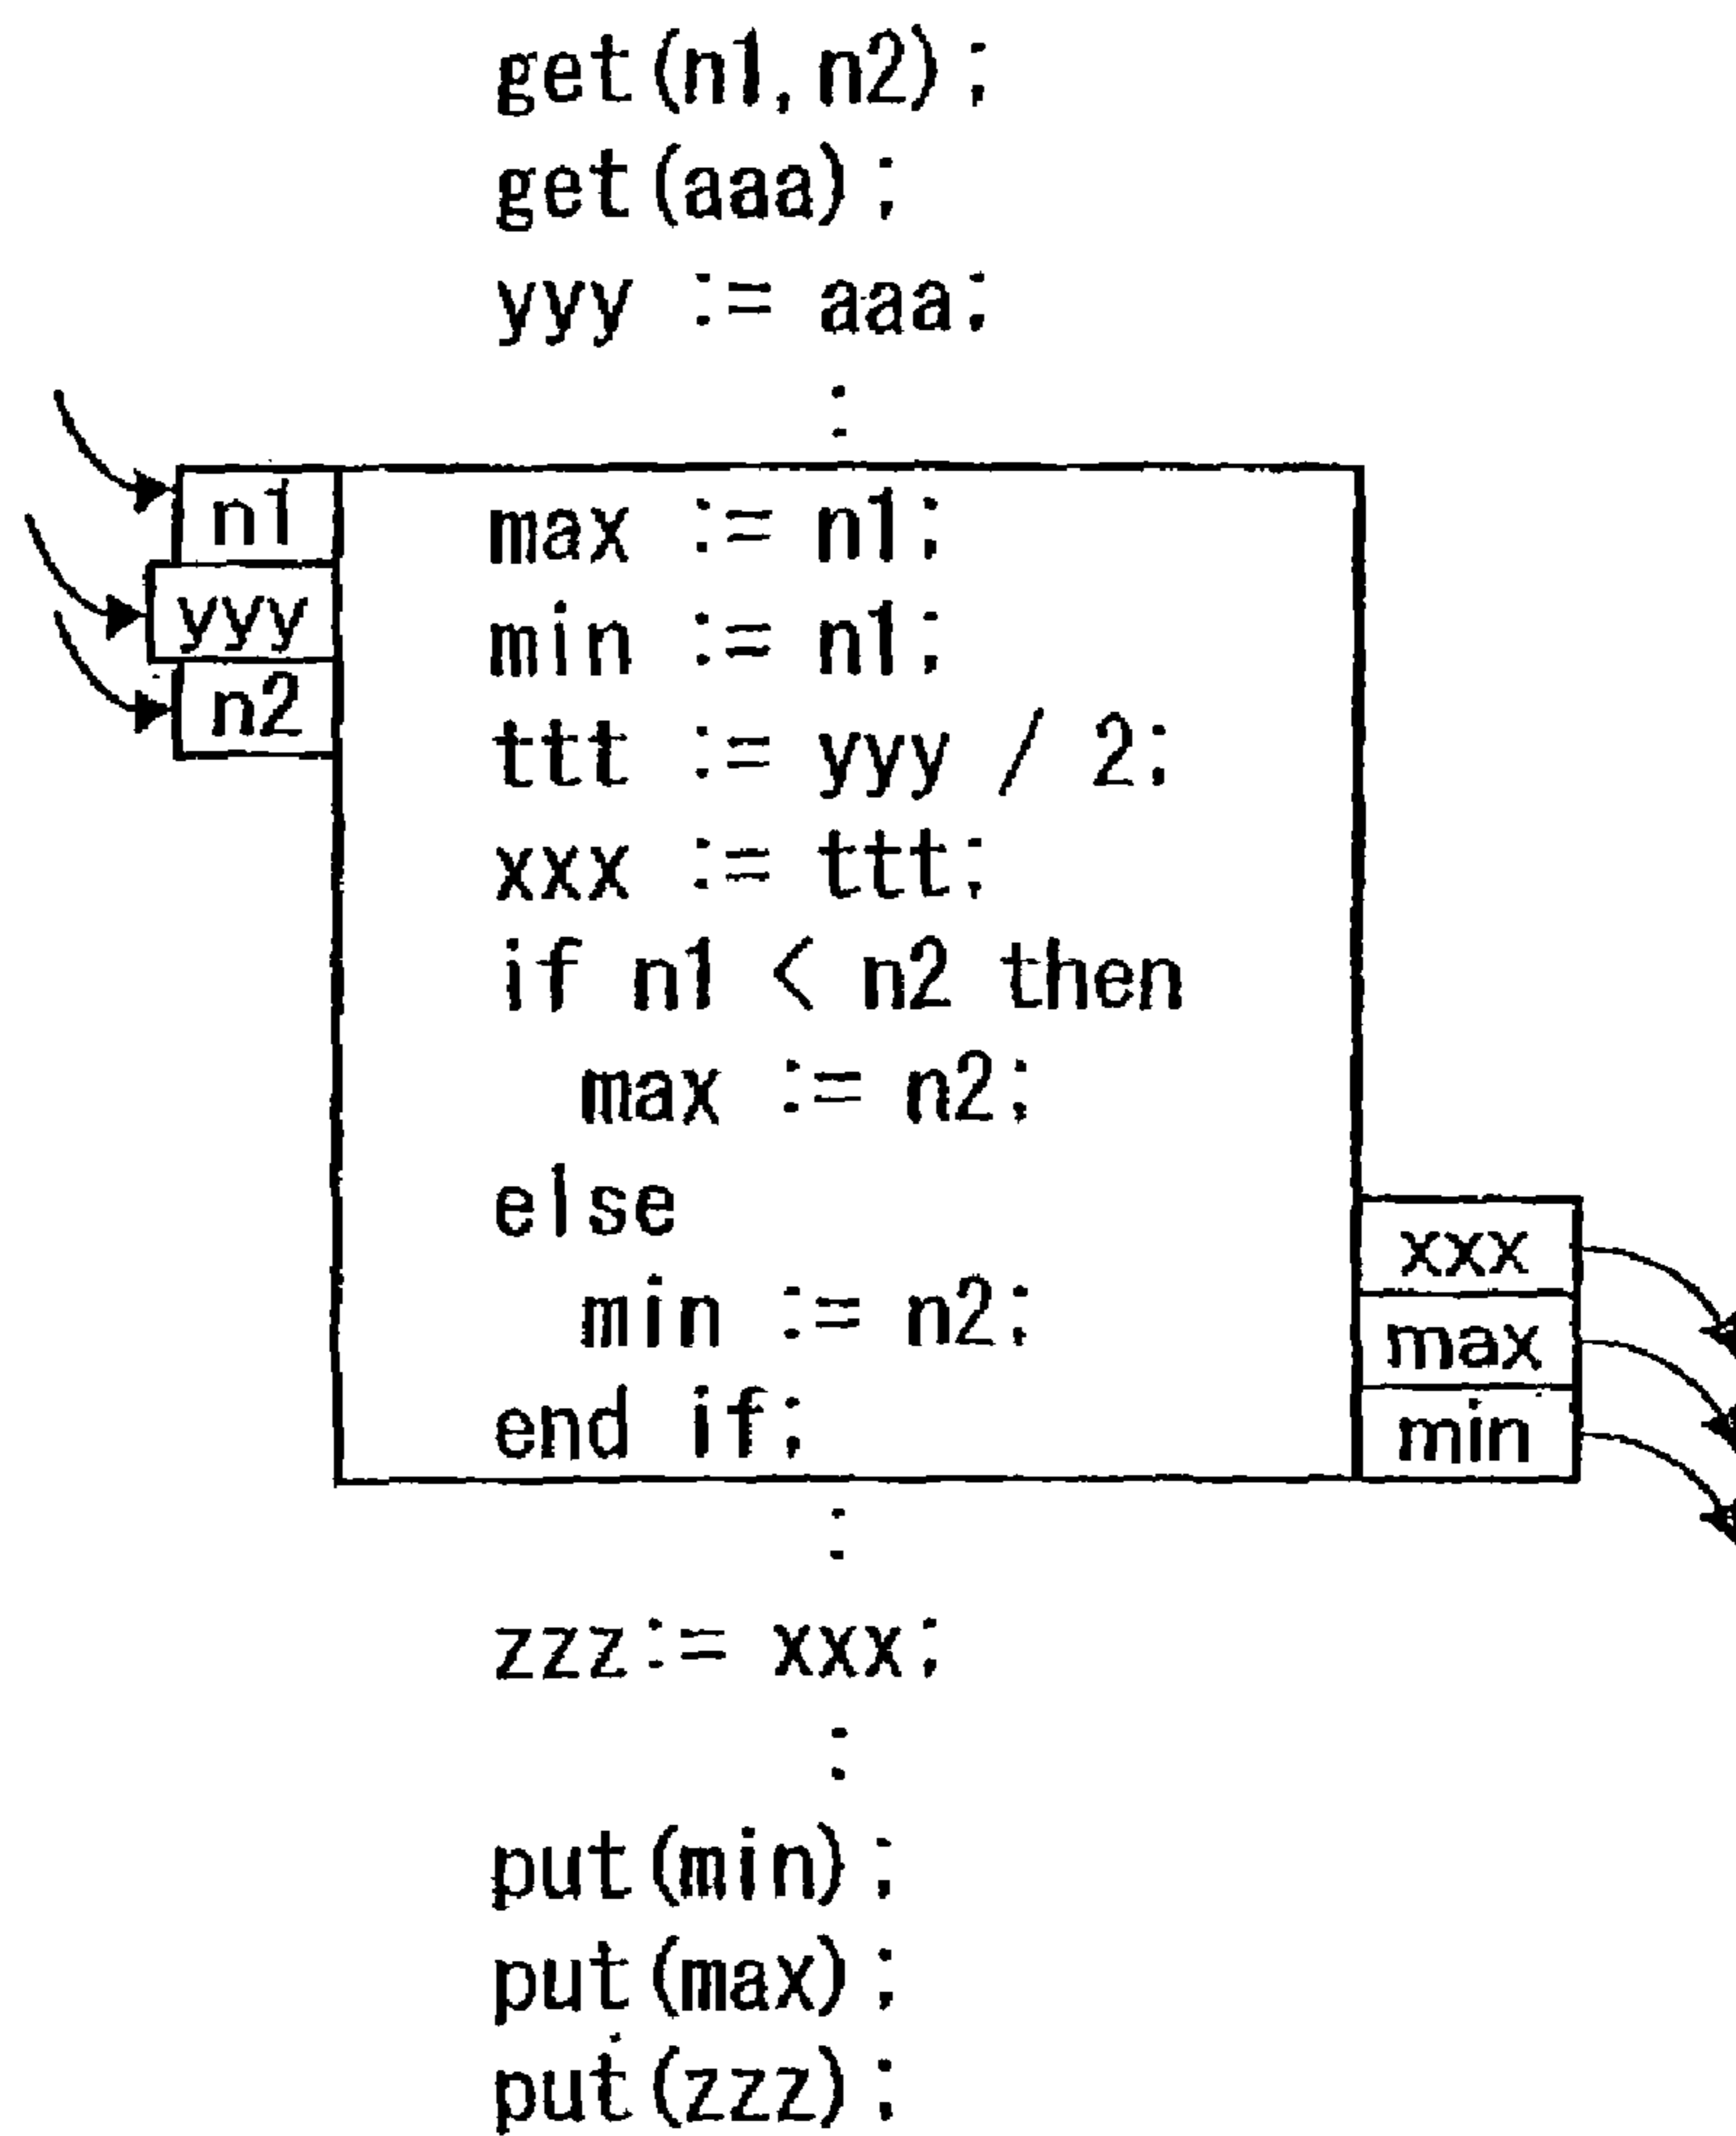 get(n1, n2);
get(aaa);
yyy := aaa;
:
n1
yyy
n2
max := n1;
min := n1;
ttt := yyy / 2;
xxx := ttt;
if n1 < n2 then
max := n2;
else
min := n2;
end if;
xxx
max
min
:
zzz:= xxx;
:
put(min);
put(max);
put(zzz);